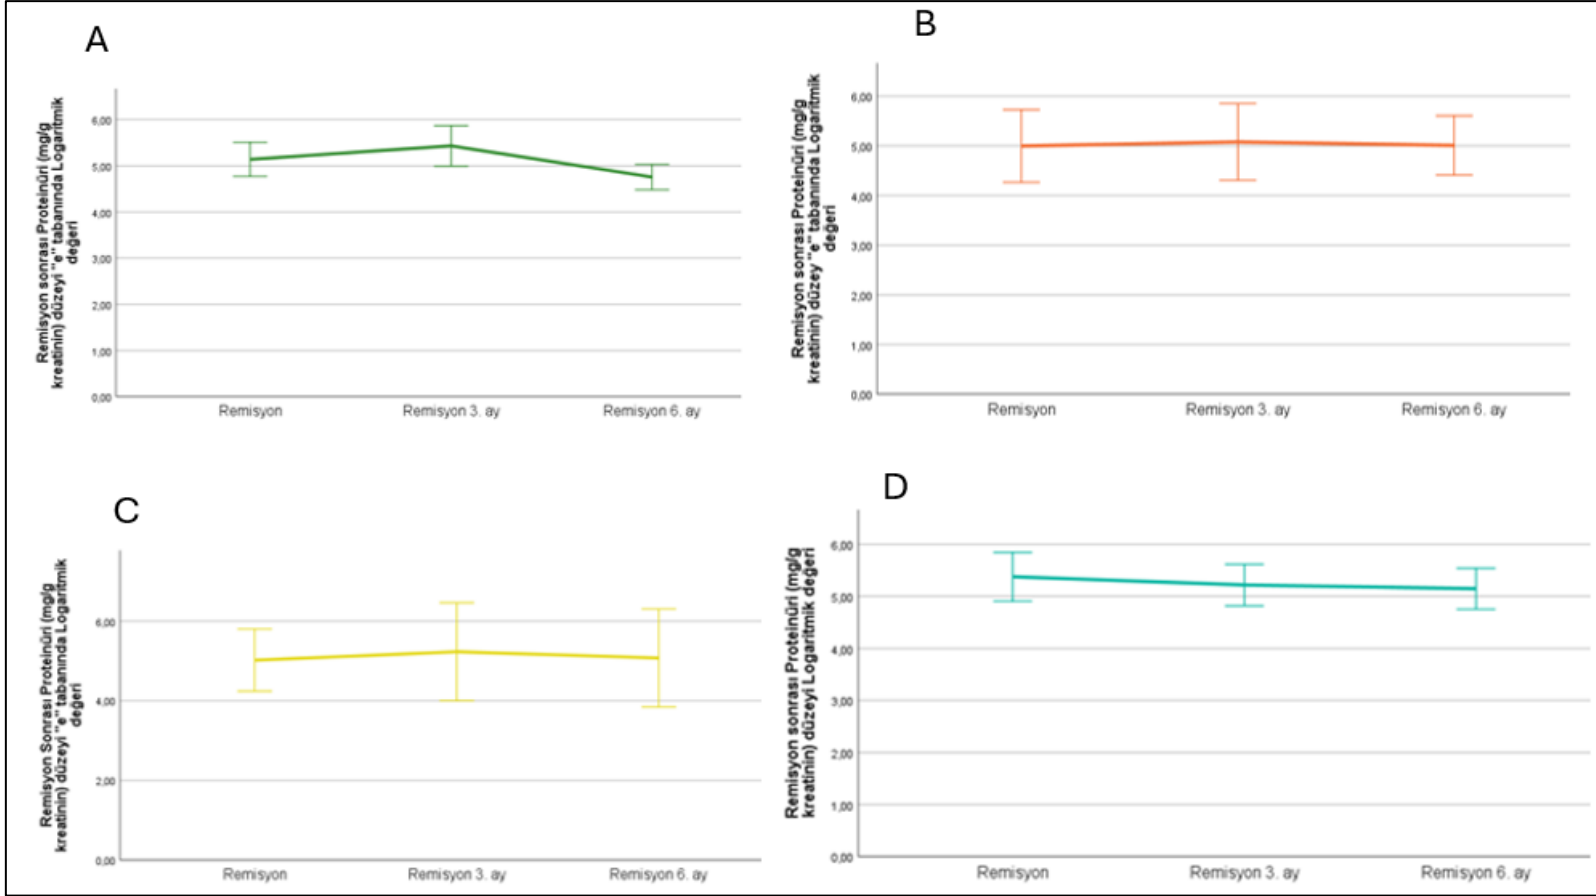 A
Remisyon sonrası Proteinüri (mg/g
kreatinin) düzeyi "e" tabanında Logaritmik
değeri
6,00
5,00
4,00
3,00
2,00
1,00
0,00
Remisyon Remisyon 3. ay Remisyon 6. ay
B
Remisyon sonrası Proteinüri (mg/g
kreatinin) düzey "e" tabanında Logaritmik
değeri
6,00
5,00
4,00
3,00
2,00
1,00
0,00
Remisyon Remisyon 3. ay Remisyon 6. ay
C
Remisyon Sonrası Proteinüri (mg/g
kreatinin) düzeyi "e" tabanında Logaritmik
değeri
6,00
4,00
2,00
0,00
Remisyon Remisyon 3. ay Remisyon 6. ay
D
Remisyon sonrası Proteinüri (mg/g
kreatinin) düzeyi Logaritmik değeri
6,00
5,00
4,00
3,00
2,00
1,00
0,00
Remisyon Remisyon 3. ay Remisyon 6. ay